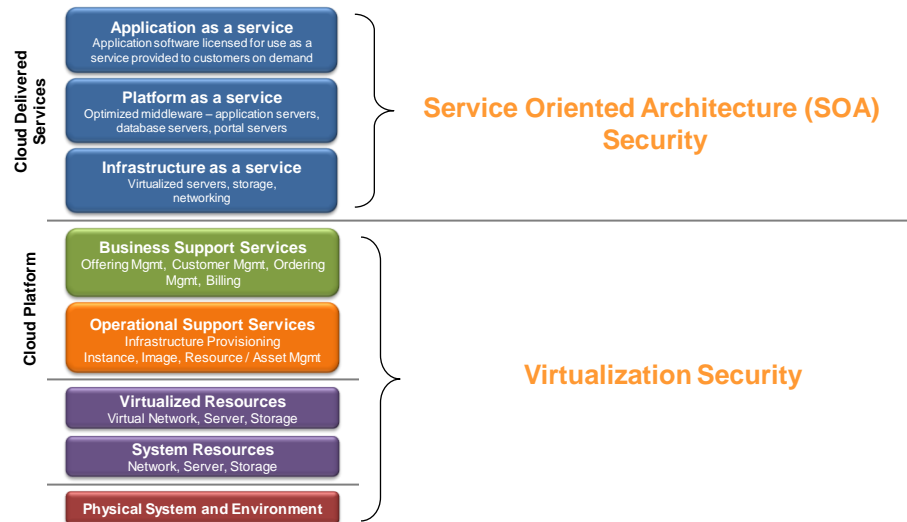 Cloud Delivered
Services
Application as a service
Application software licensed for use as a
service provided to customers on demand
Platform as a service
Optimized middleware – application servers,
database servers, portal servers
Infrastructure as a service
Virtualized servers, storage,
networking
Service Oriented Architecture (SOA)
Security
Cloud Platform
Business Support Services
Offering Mgmt, Customer Mgmt, Ordering
Mgmt, Billing
Operational Support Services
Infrastructure Provisioning
Instance, Image, Resource / Asset Mgmt
Virtualized Resources
Virtual Network, Server, Storage
System Resources
Network, Server, Storage
Physical System and Environment
Virtualization Security